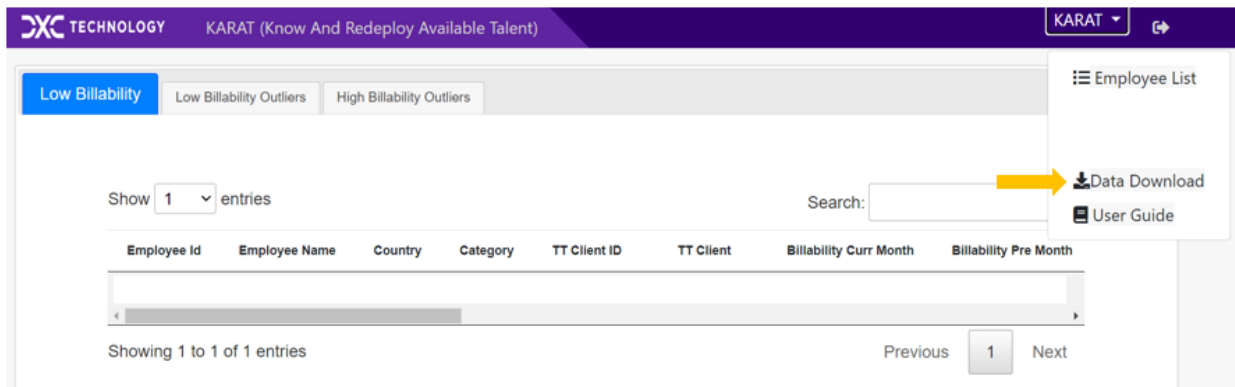 DXC TECHNOLOGY KARAT (Know And Redeploy Available Talent) KARAT
Employee List
Low Billability Low Billability Outliers High Billability Outliers
Data Download
Show 1 entries Search:
User Guide
Employee Id Employee Name Country Category TT Client ID TT Client Billability Curr Month Billability Pre Month
Showing 1 to 1 of 1 entries Previous 1 Next